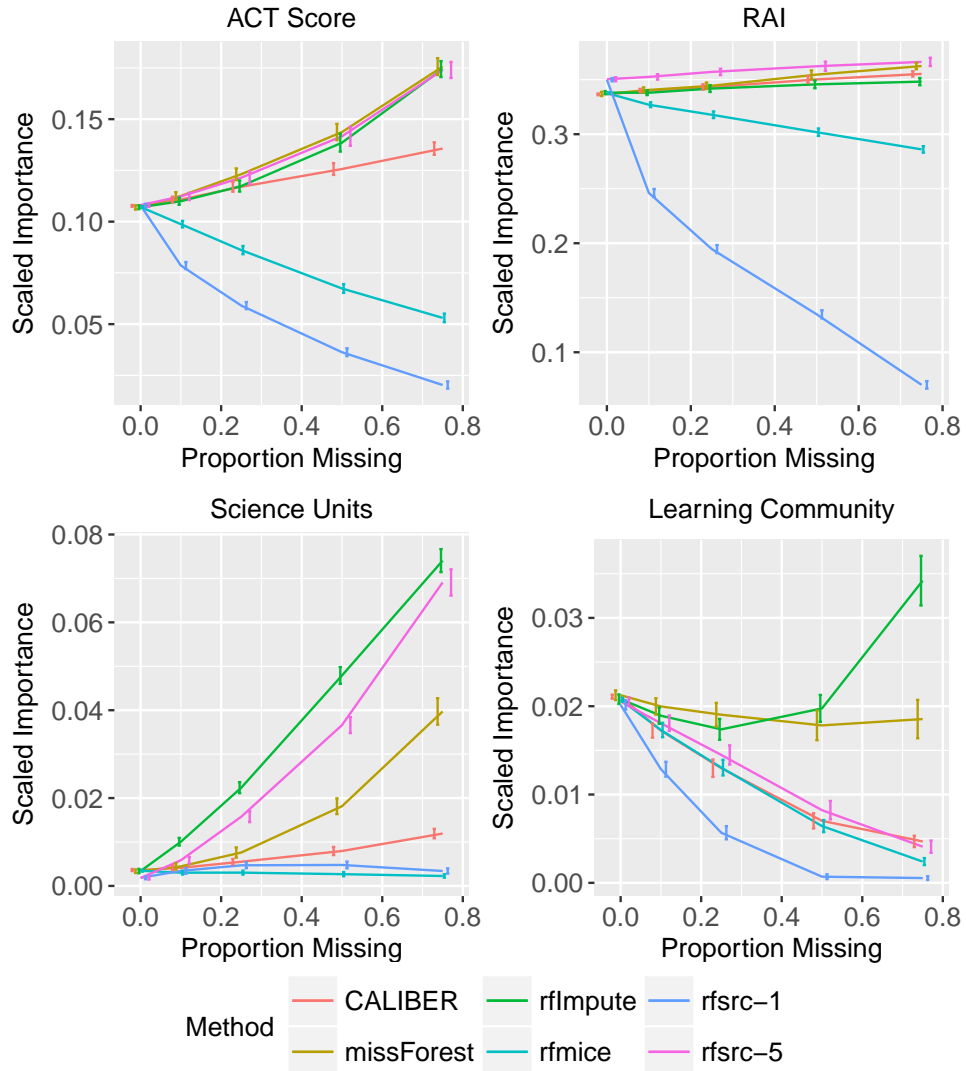 ACT Score
Scaled Importance
0.15
0.10
0.05
0.0 0.2 0.4 0.6 0.8
Proportion Missing
RAI
Scaled Importance
0.3
0.2
0.1
0.0 0.2 0.4 0.6 0.8
Proportion Missing
Science Units
Scaled Importance
0.08
0.06
0.04
0.02
0.00
0.0 0.2 0.4 0.6 0.8
Proportion Missing
Learning Community
Scaled Importance
0.03
0.02
0.01
0.00
0.0 0.2 0.4 0.6 0.8
Proportion Missing
Method
CALIBER rfImpute rfsrc−1
missForest rfmice rfsrc−5